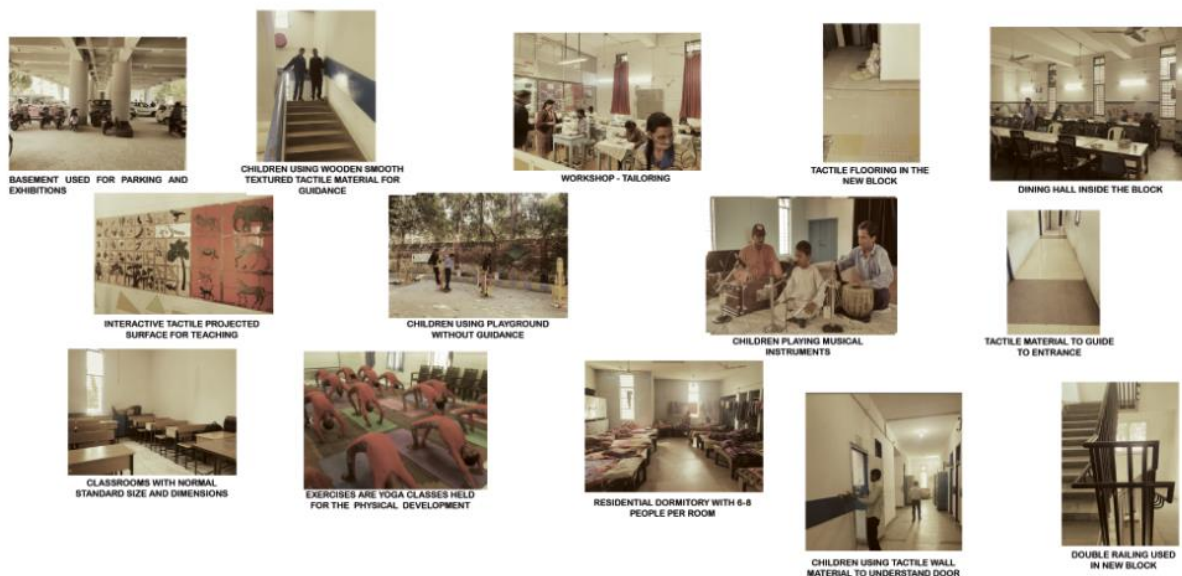 BASEMENT USED FOR PARKING AND
EXHIBITIONS
CHILDREN USING WOODEN SMOOTH
TEXTURED TACTILE MATERIAL FOR
GUIDANCE
WORKSHOP - TAILORING
TACTILE FLOORING IN THE
NEW BLOCK
DINING HALL INSIDE THE BLOCK
INTERACTIVE TACTILE PROJECTED
SURFACE FOR TEACHING
CHILDREN USING PLAYGROUND
WITHOUT GUIDANCE
CHILDREN PLAYING MUSICAL
INSTRUMENTS
TACTILE MATERIAL TO GUIDE
TO ENTRANCE
CLASSROOMS WITH NORMAL
STANDARD SIZE AND DIMENSIONS
EXERCISES ARE YOGA CLASSES HELD
FOR THE PHYSICAL DEVELOPMENT
RESIDENTIAL DORMITORY WITH 6-8
PEOPLE PER ROOM
CHILDREN USING TACTILE WALL
MATERIAL TO UNDERSTAND DOOR
DOUBLE RAILING USED
IN NEW BLOCK